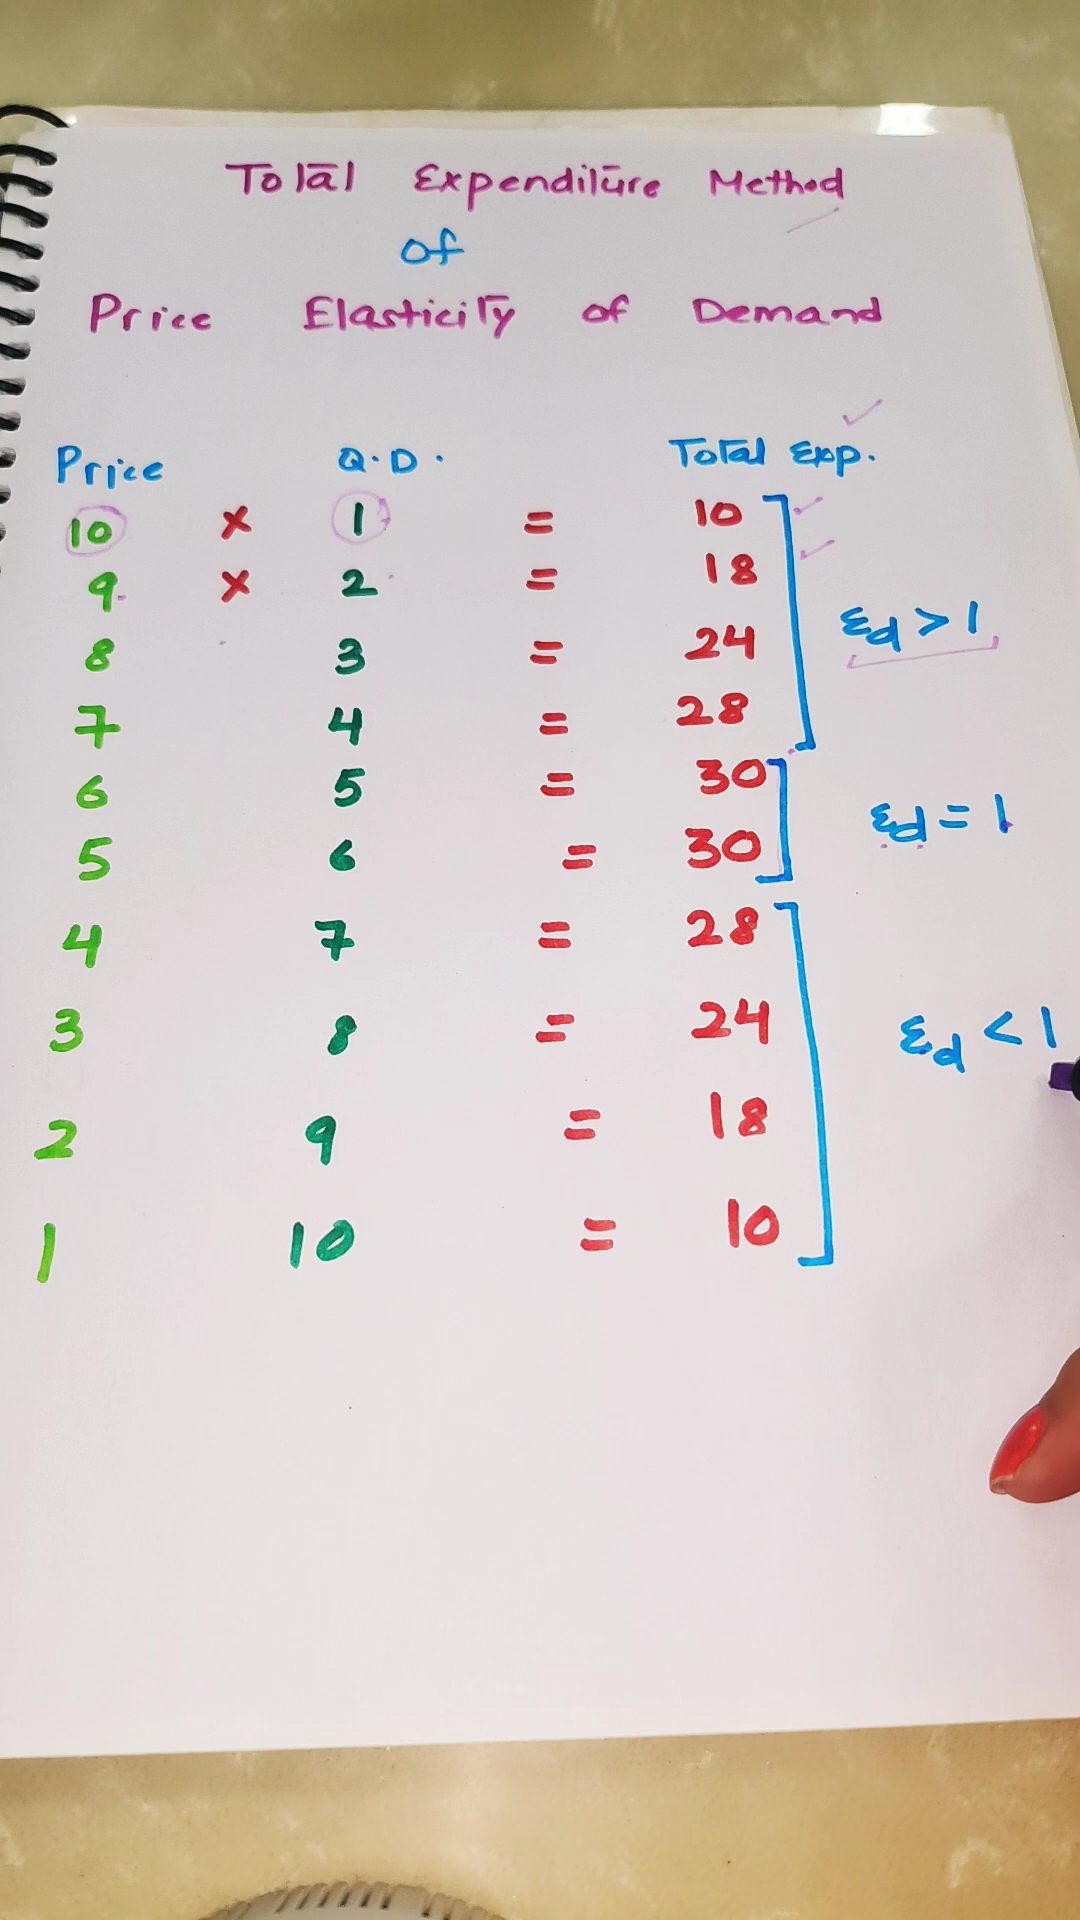 Total Expenditure Method
of
Price Elasticity of Demand
Price Q.D. Total Exp.
10 × 1 = 10
9 × 2 = 18
8 3 = 24
Ed > 1
7 4 = 28
6 5 = 30
Ed = 1
5 6 = 30
4 7 = 28
3 8 = 24
Ed < 1
2 9 = 18
1 10 = 10